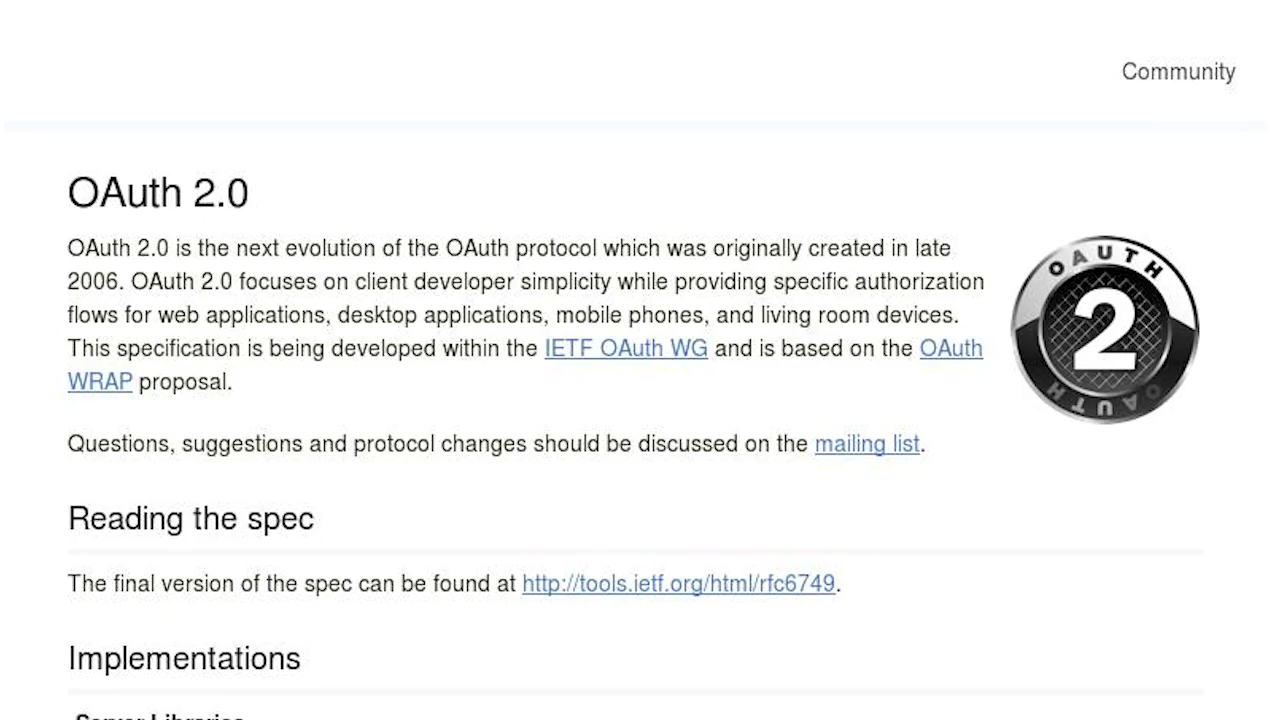 Community
OAuth 2.0
OAuth 2.0 is the next evolution of the OAuth protocol which was originally created in late
2006. OAuth 2.0 focuses on client developer simplicity while providing specific authorization
flows for web applications, desktop applications, mobile phones, and living room devices.
This specification is being developed within the IETF OAuth WG and is based on the OAuth
WRAP proposal.
OAUTH
2
OAUTH
Questions, suggestions and protocol changes should be discussed on the mailing list.
Reading the spec
The final version of the spec can be found at http://tools.ietf.org/html/rfc6749.
Implementations
Server Libraries